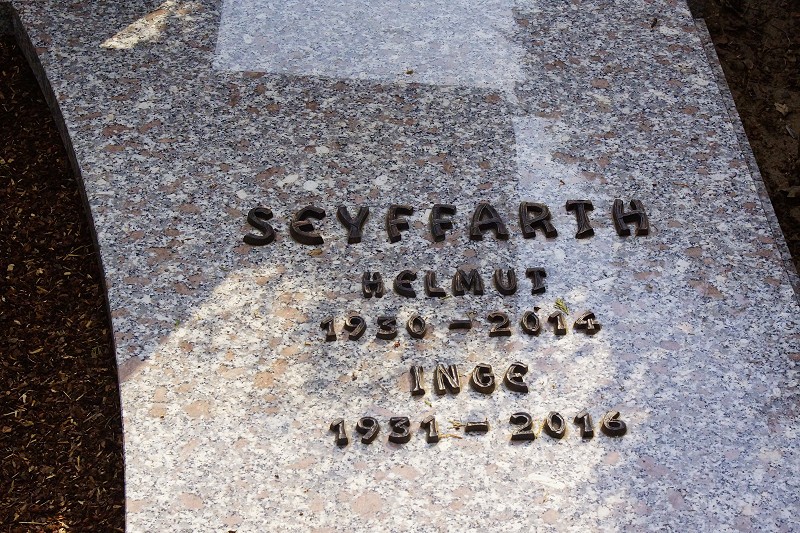 SEYFFARTH
HELMUT
1930 – 2014
INGE
1931 – 2016